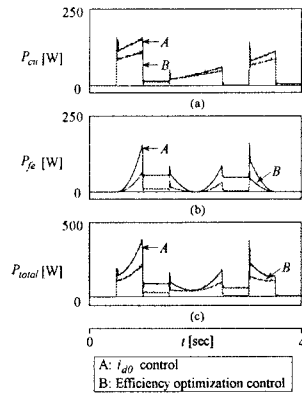 250
P_cu [W]
A
B
0
(a)
250
P_fe [W]
A
B
0
(b)
500
P_total [W]
A
B
0
(c)
0 t [sec] 4
A: i_d0 control
B: Efficiency optimization control